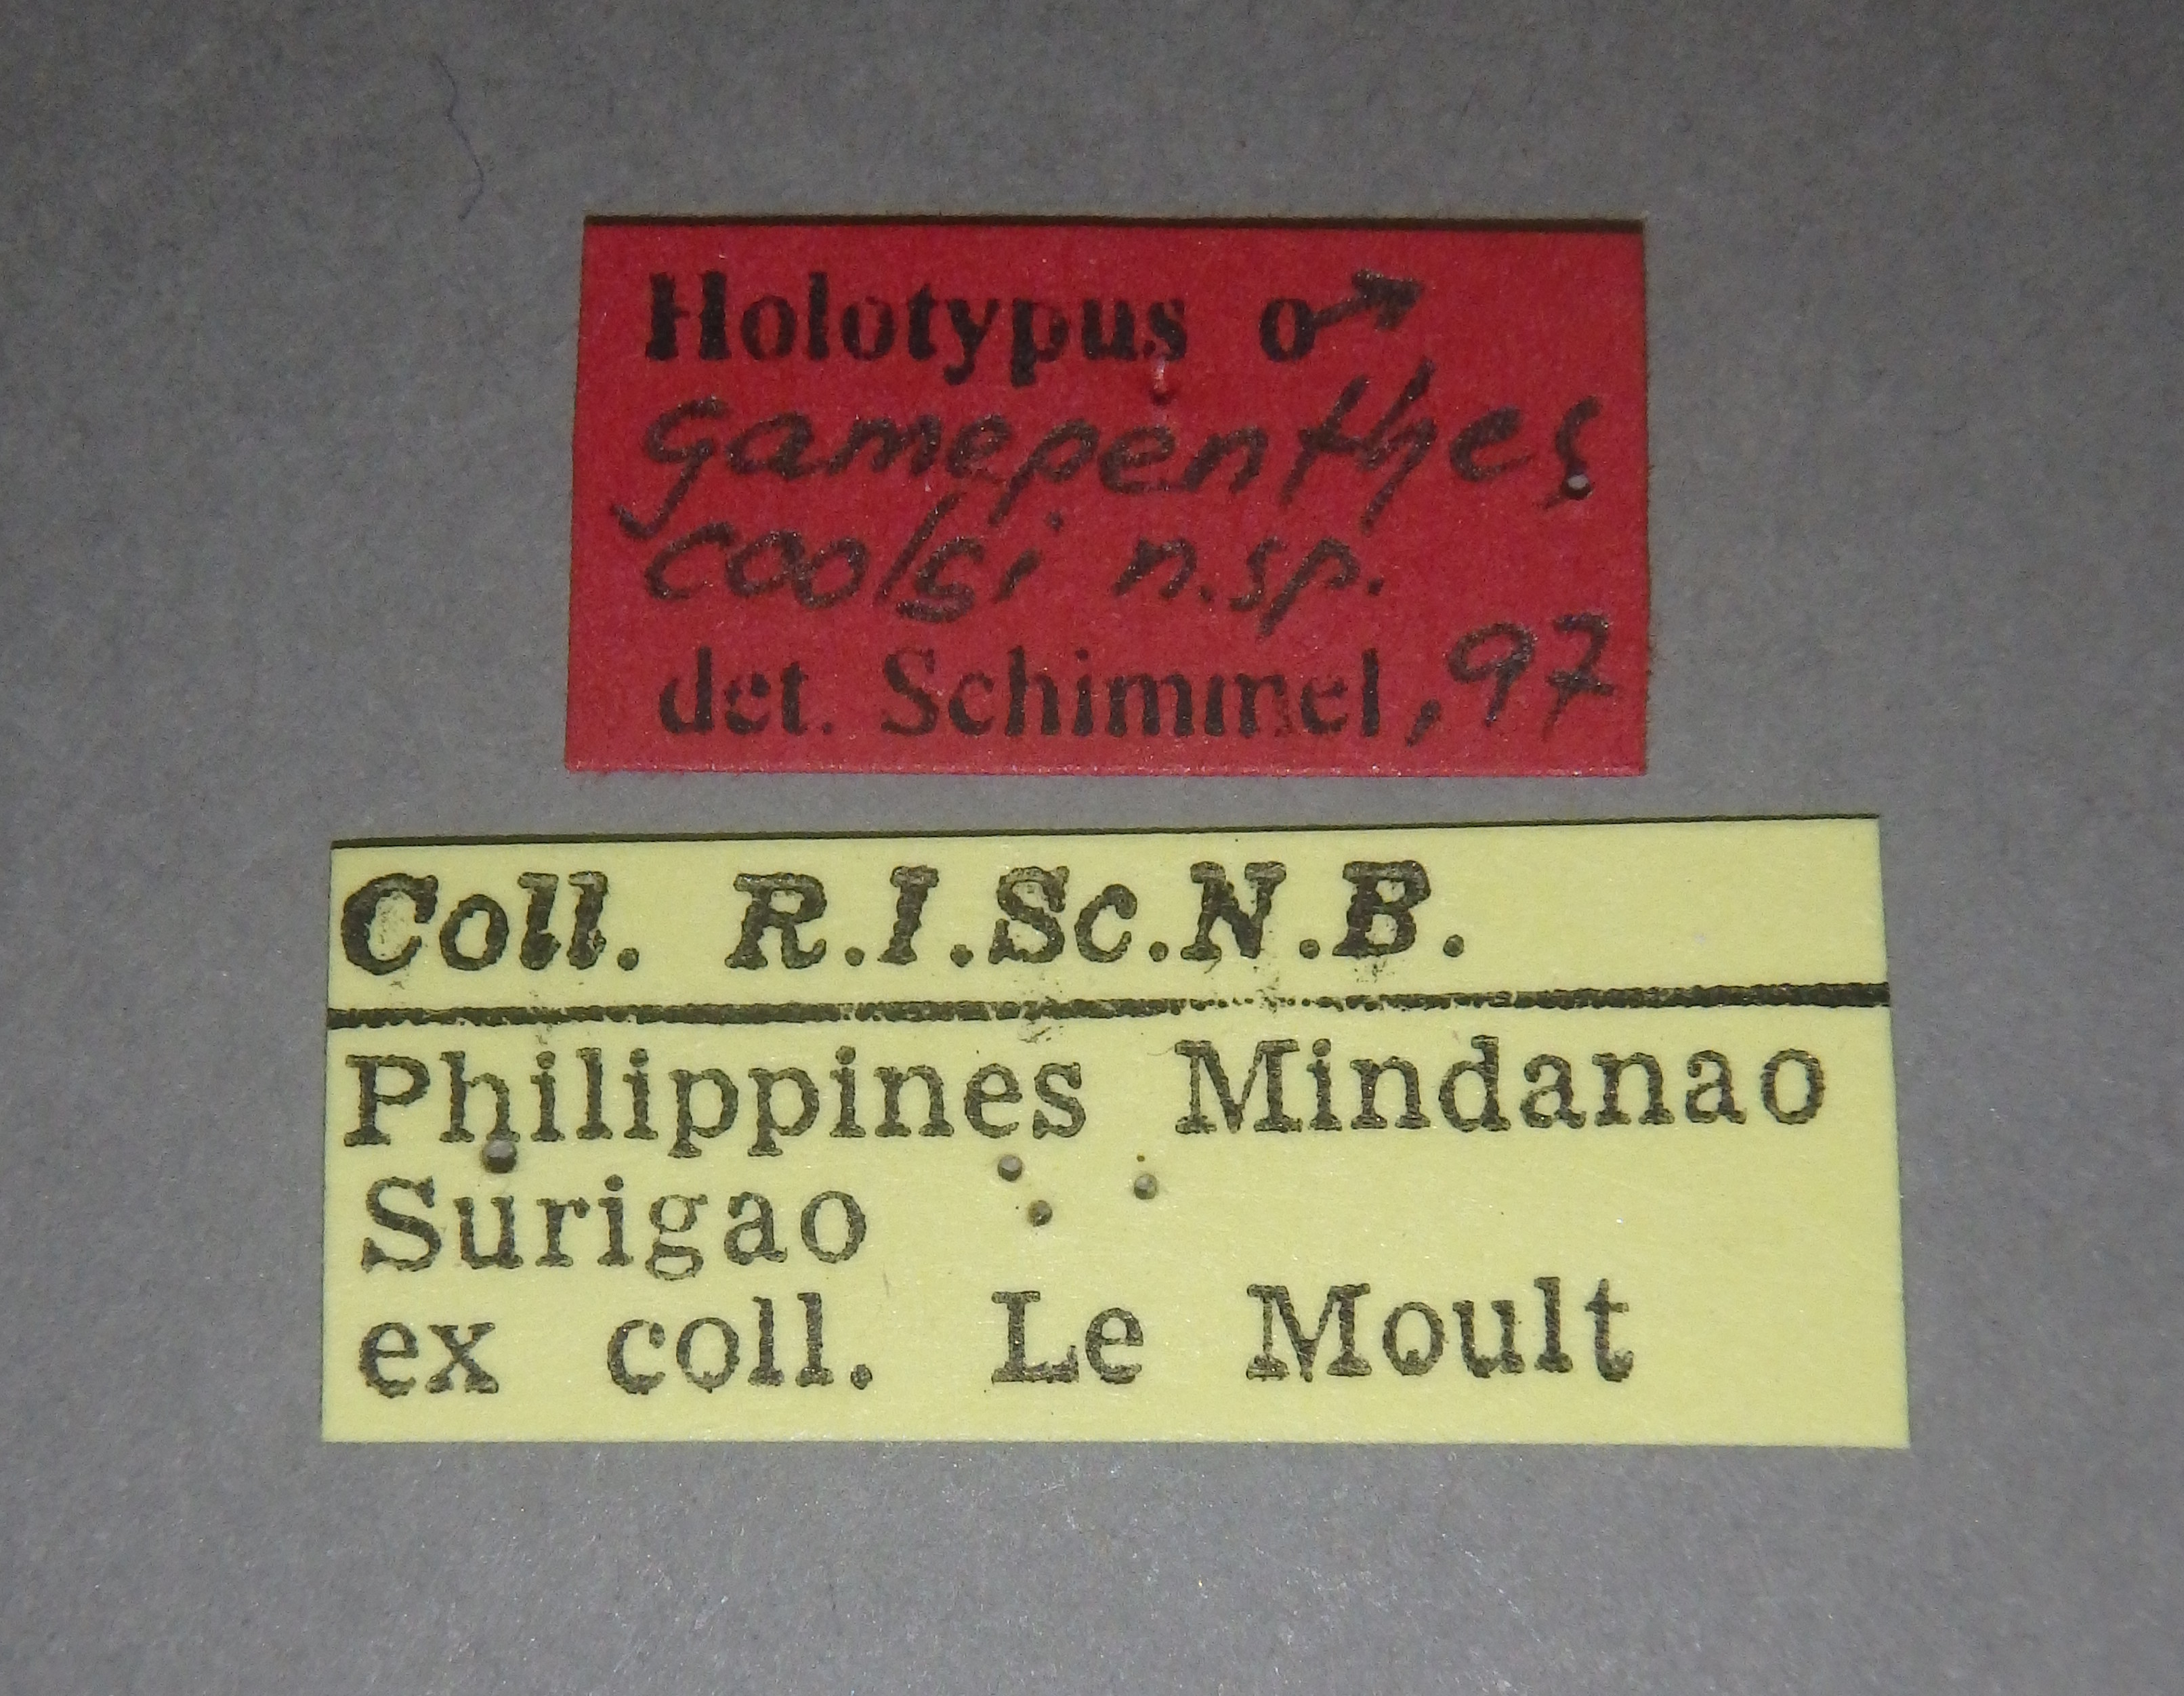 Holotypus ♂
Gamepenthes
coolsi n.sp.
det. Schimmel, 97
Coll. R.I.Sc.N.B.
Philippines Mindanao
Surigao
ex coll. Le Moult